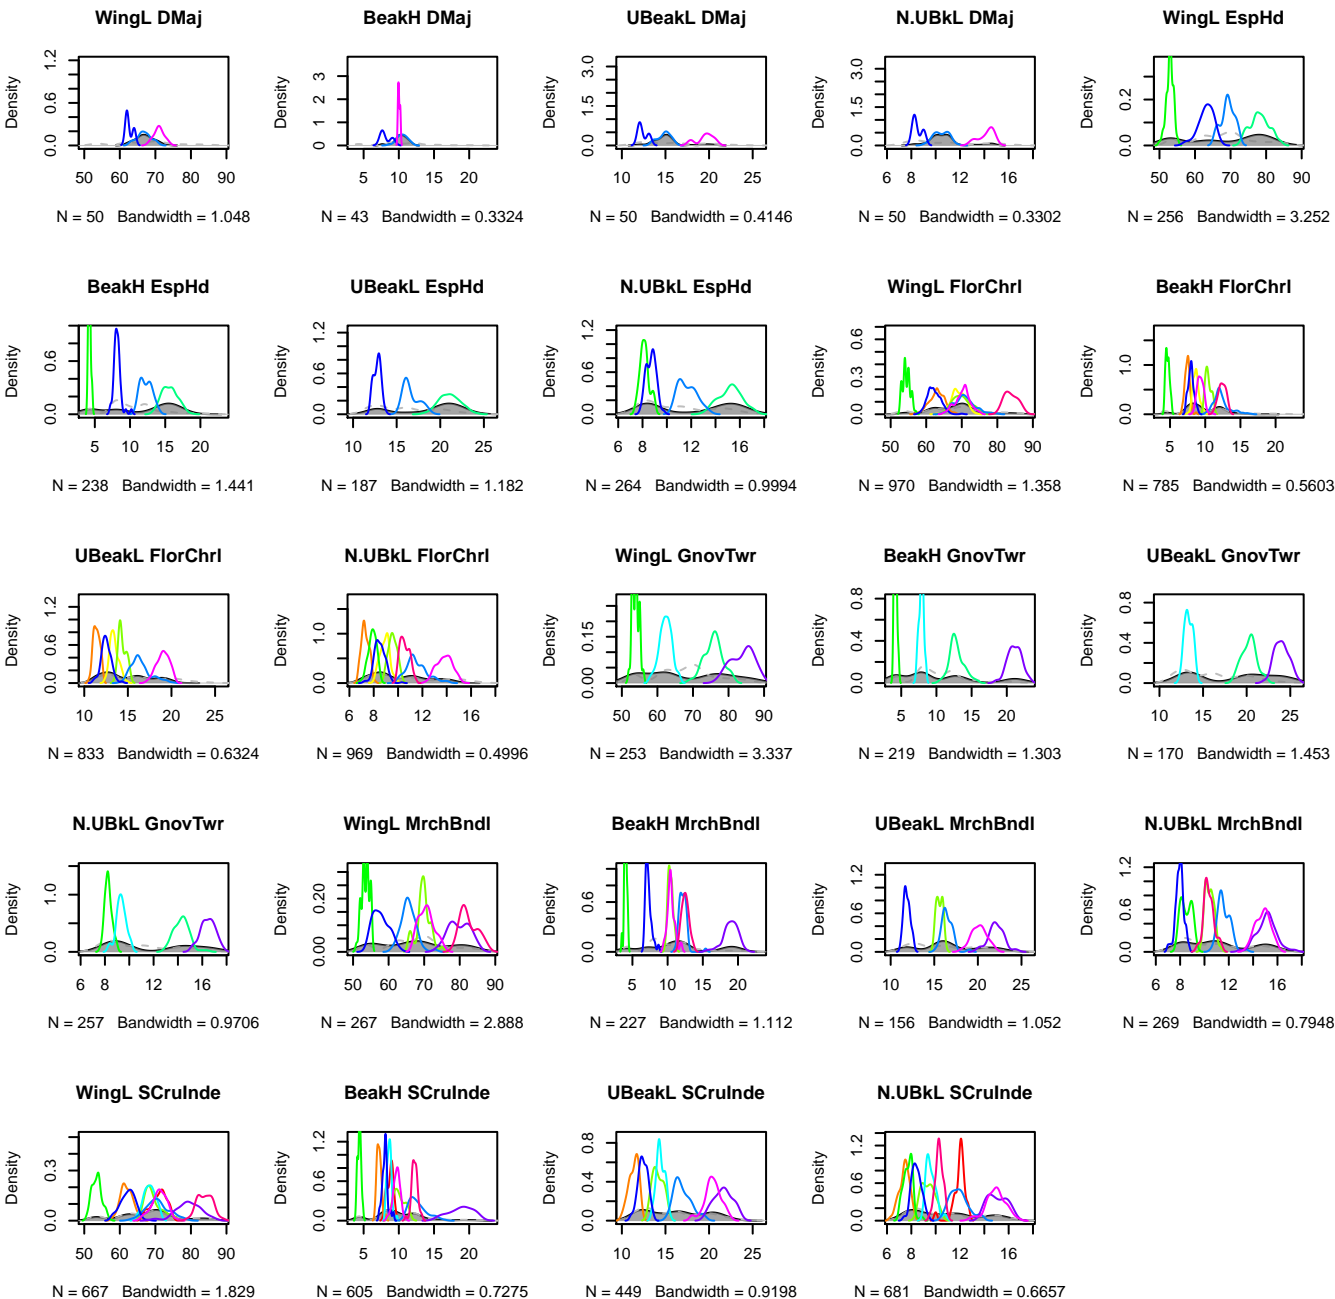 WingL DMaj BeakH DMaj UBeakL DMaj N.UBkL DMaj WingL EspHd
Density 0.0 0.6 1.2 Density 0 1 2 3 Density 0.0 1.5 3.0 Density 0.0 1.5 3.0 Density 0.0 0.2
50 60 70 80 90 5 10 15 20 10 15 20 25 6 8 12 16 50 60 70 80 90
N = 50 Bandwidth = 1.048 N = 43 Bandwidth = 0.3324 N = 50 Bandwidth = 0.4146 N = 50 Bandwidth = 0.3302 N = 256 Bandwidth = 3.252
BeakH EspHd UBeakL EspHd N.UBkL EspHd WingL FlorChrl BeakH FlorChrl
Density 0.0 0.6 Density 0.0 0.6 1.2 Density 0.0 0.6 1.2 Density 0.0 0.3 0.6 Density 0.0 1.0
5 10 15 20 10 15 20 25 6 8 12 16 50 60 70 80 90 5 10 15 20
N = 238 Bandwidth = 1.441 N = 187 Bandwidth = 1.182 N = 264 Bandwidth = 0.9994 N = 970 Bandwidth = 1.358 N = 785 Bandwidth = 0.5603
UBeakL FlorChrl N.UBkL FlorChrl WingL GnovTwr BeakH GnovTwr UBeakL GnovTwr
Density 0.0 0.6 1.2 Density 0.0 1.0 Density 0.00 0.15 Density 0.0 0.4 0.8 Density 0.0 0.4 0.8
10 15 20 25 6 8 12 16 50 60 70 80 90 5 10 15 20 10 15 20 25
N = 833 Bandwidth = 0.6324 N = 969 Bandwidth = 0.4996 N = 253 Bandwidth = 3.337 N = 219 Bandwidth = 1.303 N = 170 Bandwidth = 1.453
N.UBkL GnovTwr WingL MrchBndl BeakH MrchBndl UBeakL MrchBndl N.UBkL MrchBndl
Density 0.0 1.0 Density 0.00 0.20 Density 0.0 0.6 Density 0.0 0.6 1.2 Density 0.0 0.6 1.2
6 8 12 16 50 60 70 80 90 5 10 15 20 10 15 20 25 6 8 12 16
N = 257 Bandwidth = 0.9706 N = 267 Bandwidth = 2.888 N = 227 Bandwidth = 1.112 N = 156 Bandwidth = 1.052 N = 269 Bandwidth = 0.7948
WingL SCruInde BeakH SCruInde UBeakL SCruInde N.UBkL SCruInde
Density 0.0 0.3 Density 0.0 0.6 1.2 Density 0.0 0.4 0.8 Density 0.0 0.6 1.2
50 60 70 80 90 5 10 15 20 10 15 20 25 6 8 12 16
N = 667 Bandwidth = 1.829 N = 605 Bandwidth = 0.7275 N = 449 Bandwidth = 0.9198 N = 681 Bandwidth = 0.6657